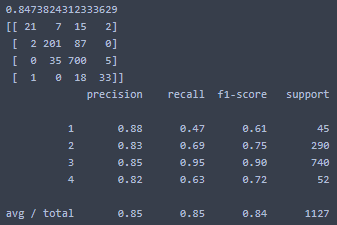 0.8473824312333629
[[ 21   7  15   2]
 [  2 201  87   0]
 [  0  35 700   5]
 [  1   0  18  33]]
             precision    recall  f1-score   support

          1       0.88      0.47      0.61        45
          2       0.83      0.69      0.75       290
          3       0.85      0.95      0.90       740
          4       0.82      0.63      0.72        52

avg / total       0.85      0.85      0.84      1127